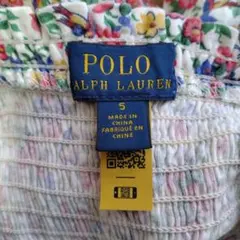 POLO
RALPH LAUREN
5
MADE IN
CHINA
FABRIQUÉ EN
CHINE